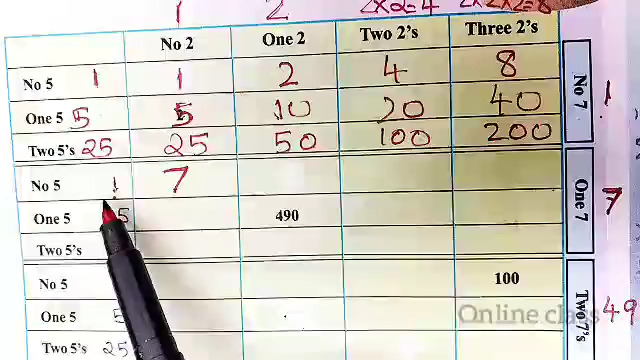 1 2 2x2=4 2x2x2=8
No 2 One 2 Two 2's Three 2's
No 5 1 1 2 4 8
One 5 5 5 10 20 40
Two 5's 25 25 50 100 200
No 7 1
No 5 1 7
One 5 5 490
Two 5's
One 7 7
No 5 100
One 5 5
Two 5's 25
Two 7's 49
Online class